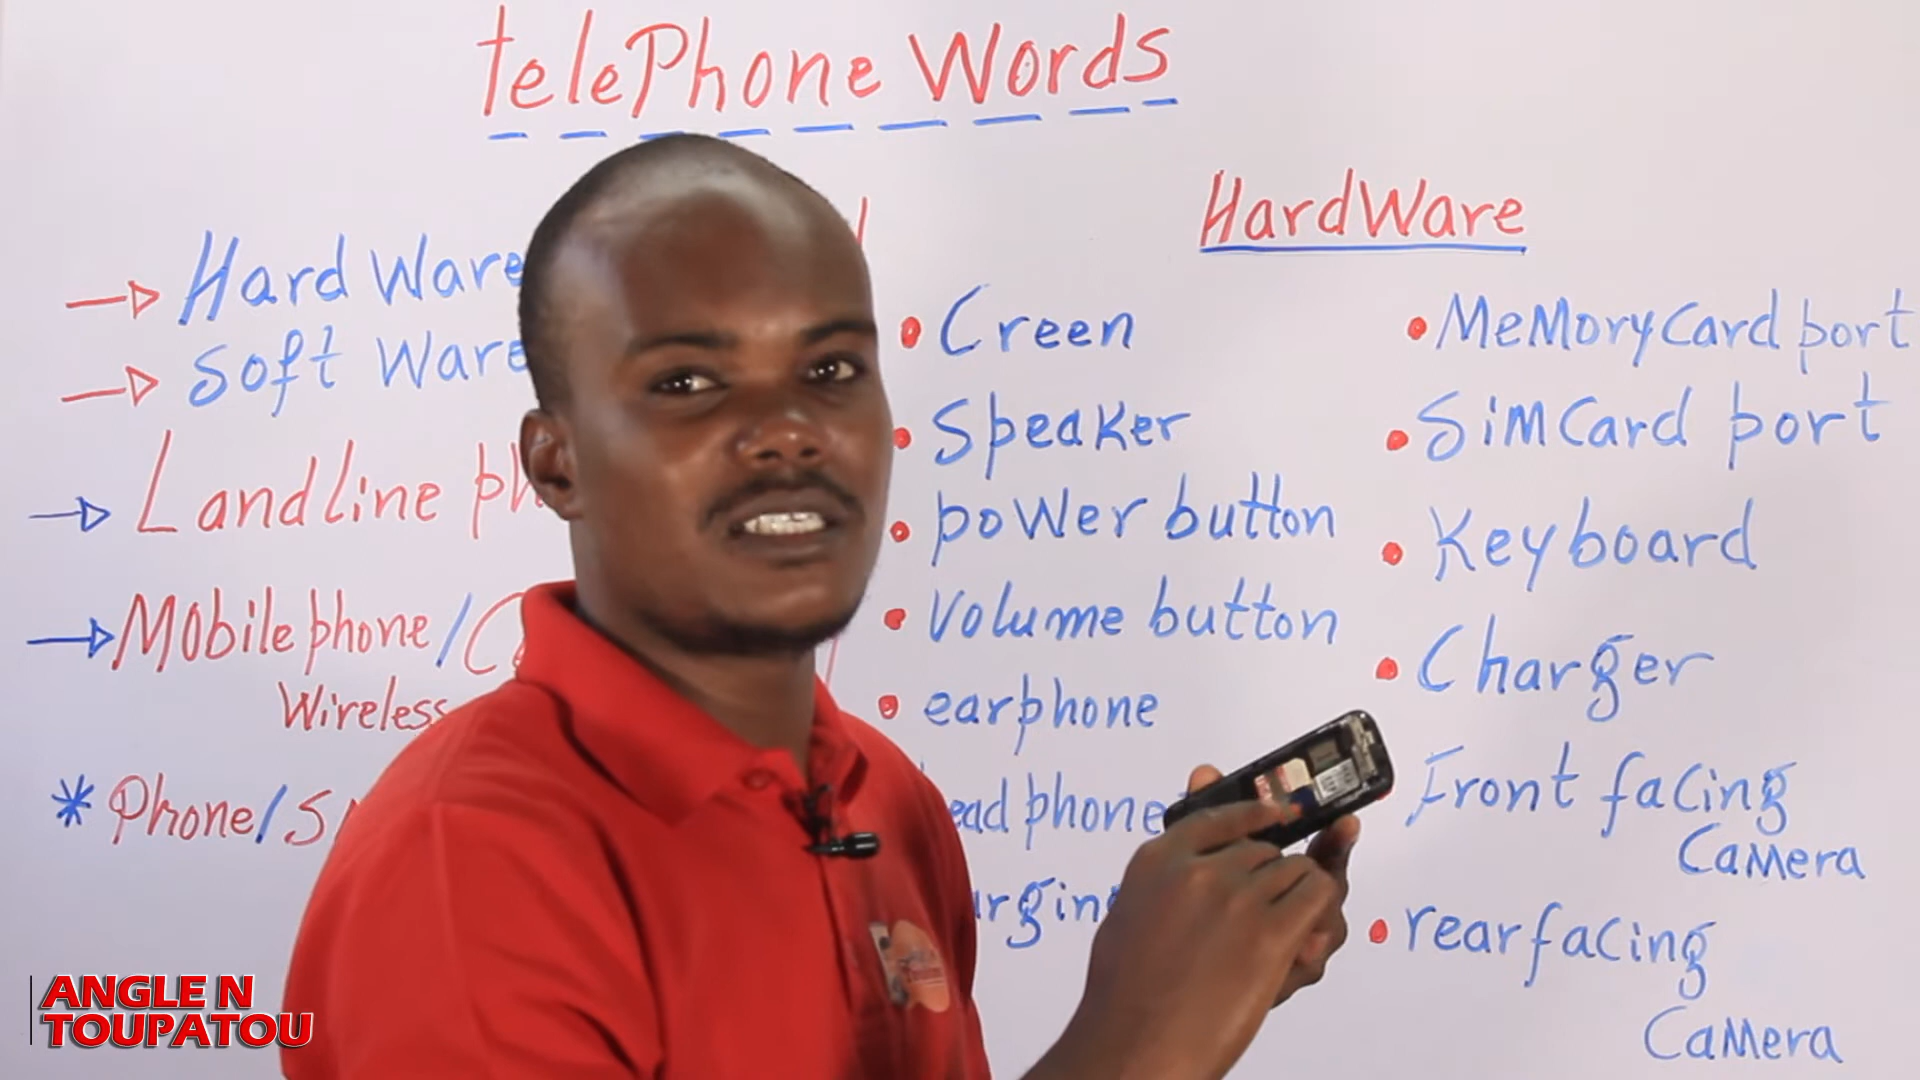 telePhone Words
HardWare
Hard Ware
Soft Ware
Landline
Mobile phone/
Wireless
* Phone/
Creen
Speaker
power button
Volume button
earphone
MeMory Card port
SiM Card port
Keyboard
Charger
Front facing
CaMera
rear facing
CaMera
ANGLE N
TOUPATOU